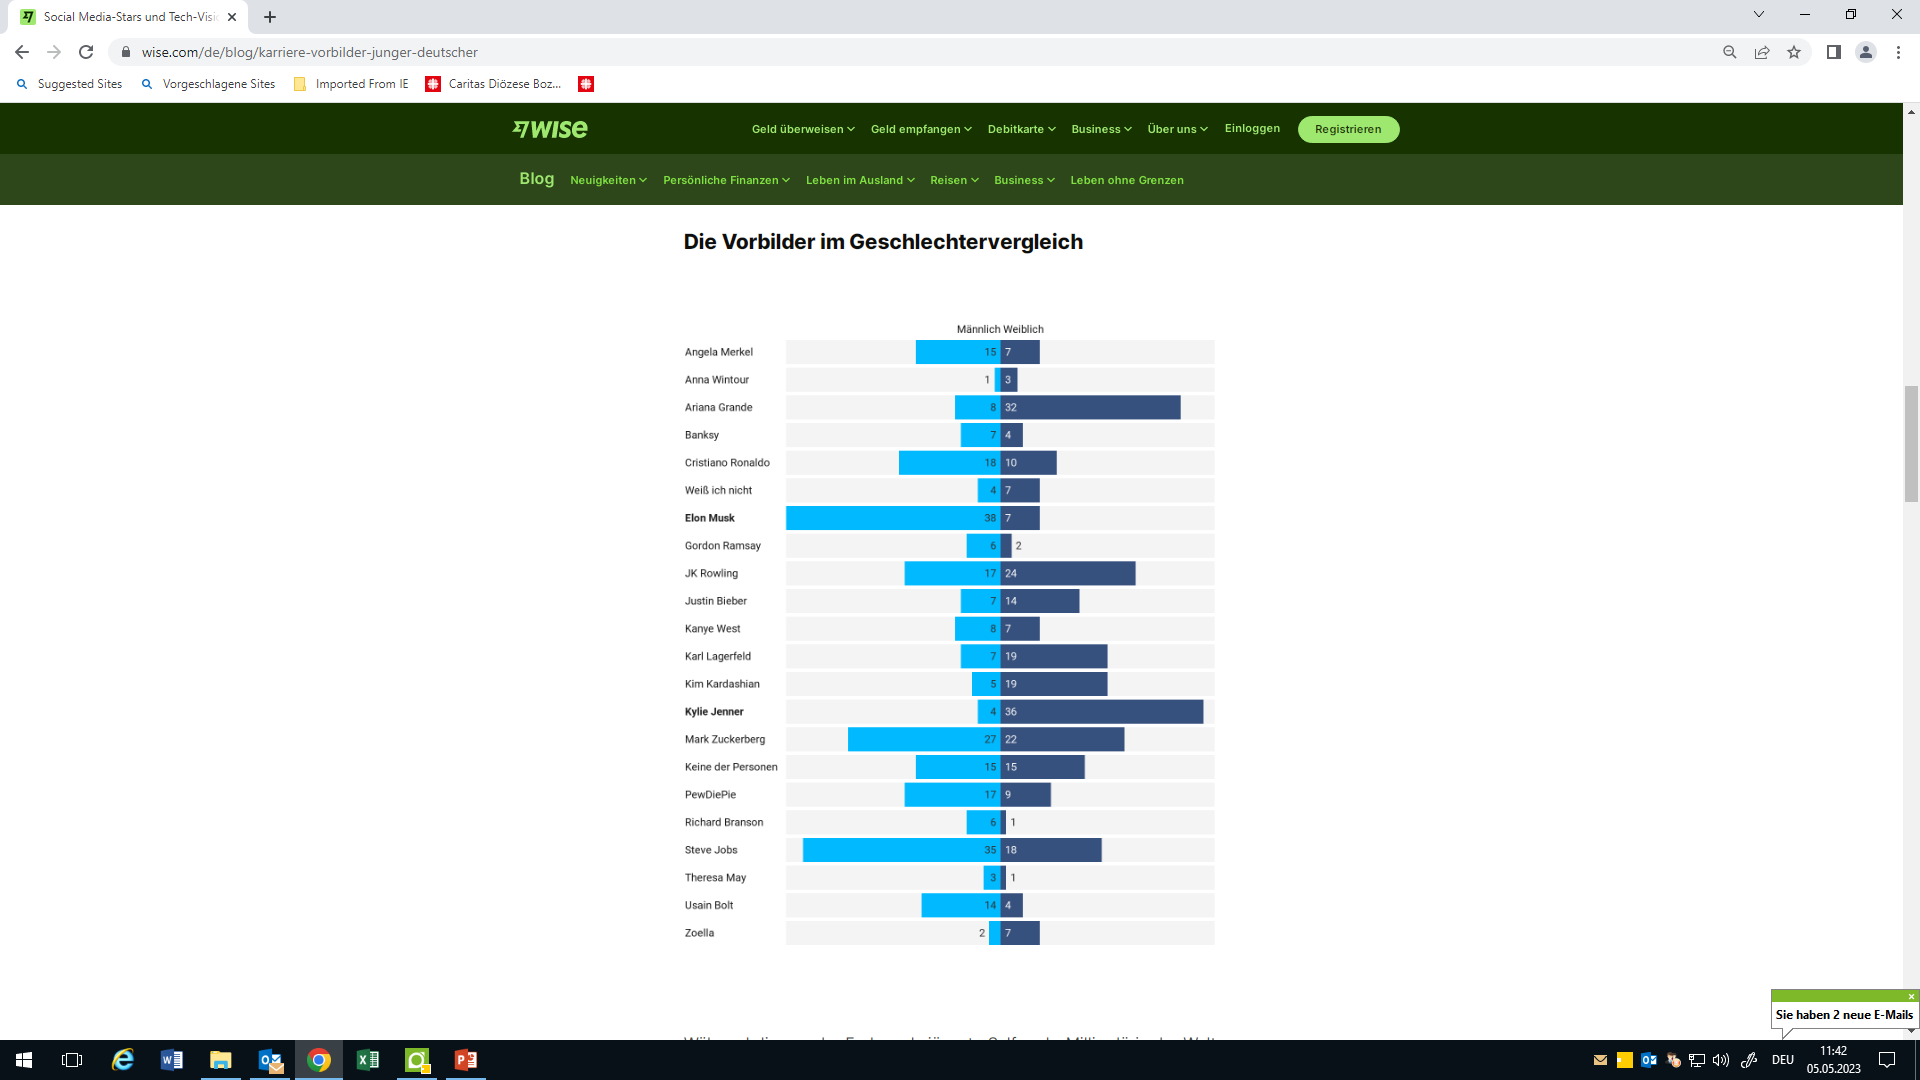 Social Media-Stars und Tech-Visi
wise.com/de/blog/karriere-vorbilder-junger-deutscher
Suggested Sites Vorgeschlagene Sites Imported From IE Caritas Diözese Boz...
WISE Geld überweisen Geld empfangen Debitkarte Business Über uns Einloggen Registrieren
Blog Neuigkeiten Persönliche Finanzen Leben im Ausland Reisen Business Leben ohne Grenzen
Die Vorbilder im Geschlechtervergleich
Männlich Weiblich
Angela Merkel 15 7
Anna Wintour 1 3
Ariana Grande 8 32
Banksy 7 4
Cristiano Ronaldo 18 10
Weiß ich nicht 4 7
Elon Musk 38 7
Gordon Ramsay 6 2
JK Rowling 17 24
Justin Bieber 7 14
Kanye West 8 7
Karl Lagerfeld 7 19
Kim Kardashian 5 19
Kylie Jenner 4 36
Mark Zuckerberg 27 22
Keine der Personen 15 15
PewDiePie 17 9
Richard Branson 6 1
Steve Jobs 35 18
Theresa May 3 1
Usain Bolt 14 4
Zoella 2 7
Sie haben 2 neue E-Mails
DEU 11:42
05.05.2023